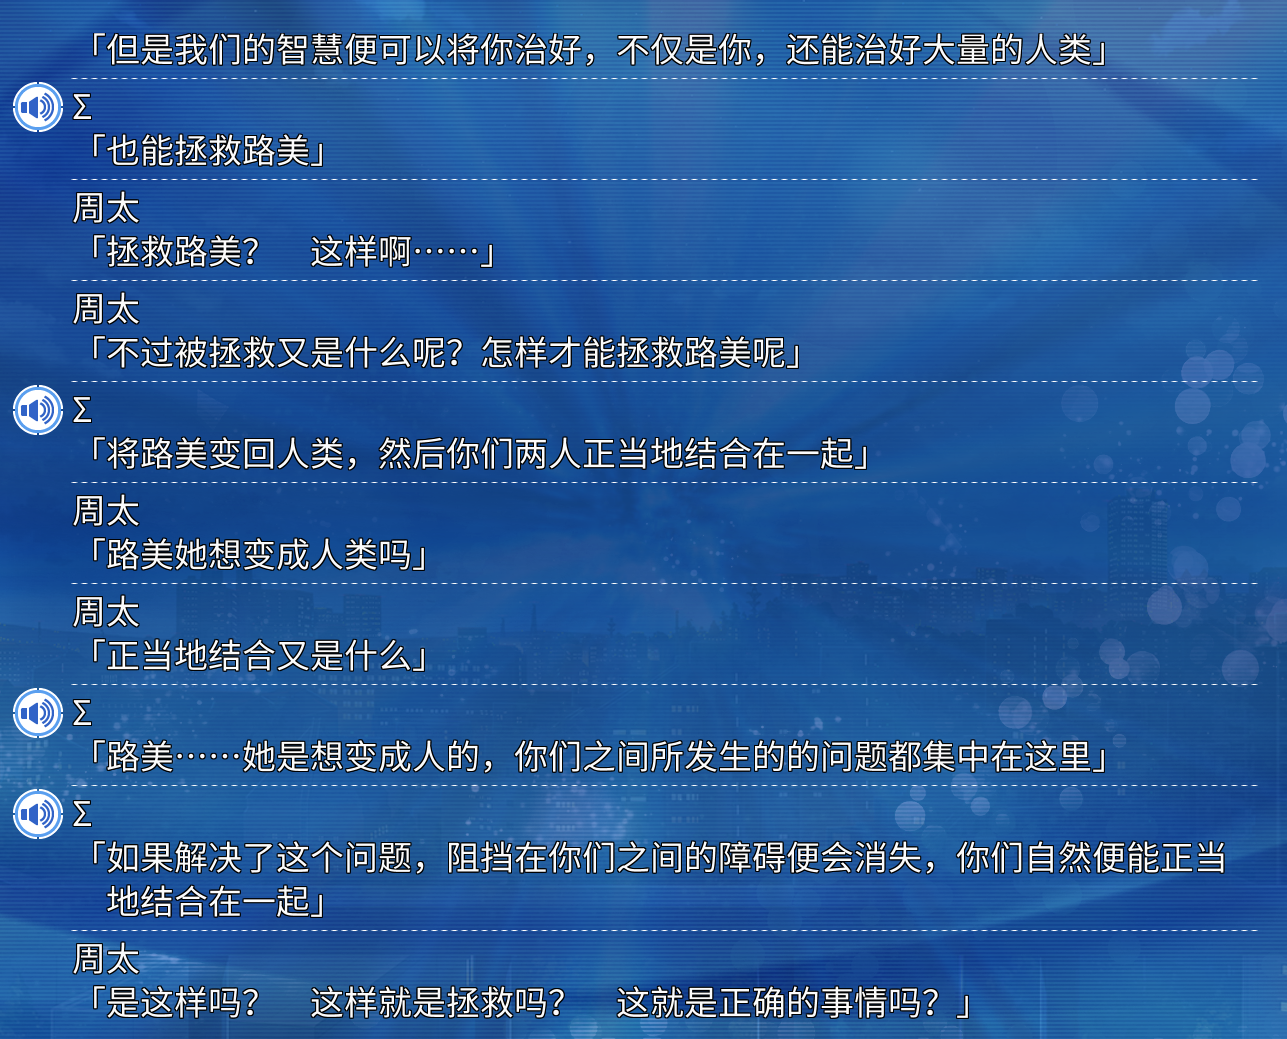 「但是我们的智慧便可以将你治好，不仅是你，还能治好大量的人类」
Σ
「也能拯救路美」
周太
「拯救路美？　这样啊……」
周太
「不过被拯救又是什么呢？怎样才能拯救路美呢」
Σ
「将路美变回人类，然后你们两人正当地结合在一起」
周太
「路美她想变成人类吗」
周太
「正当地结合又是什么」
Σ
「路美……她是想变成人的，你们之间所发生的的问题都集中在这里」
Σ
「如果解决了这个问题，阻挡在你们之间的障碍便会消失，你们自然便能正当
地结合在一起」
周太
「是这样吗？　这样就是拯救吗？　这就是正确的事情吗？」